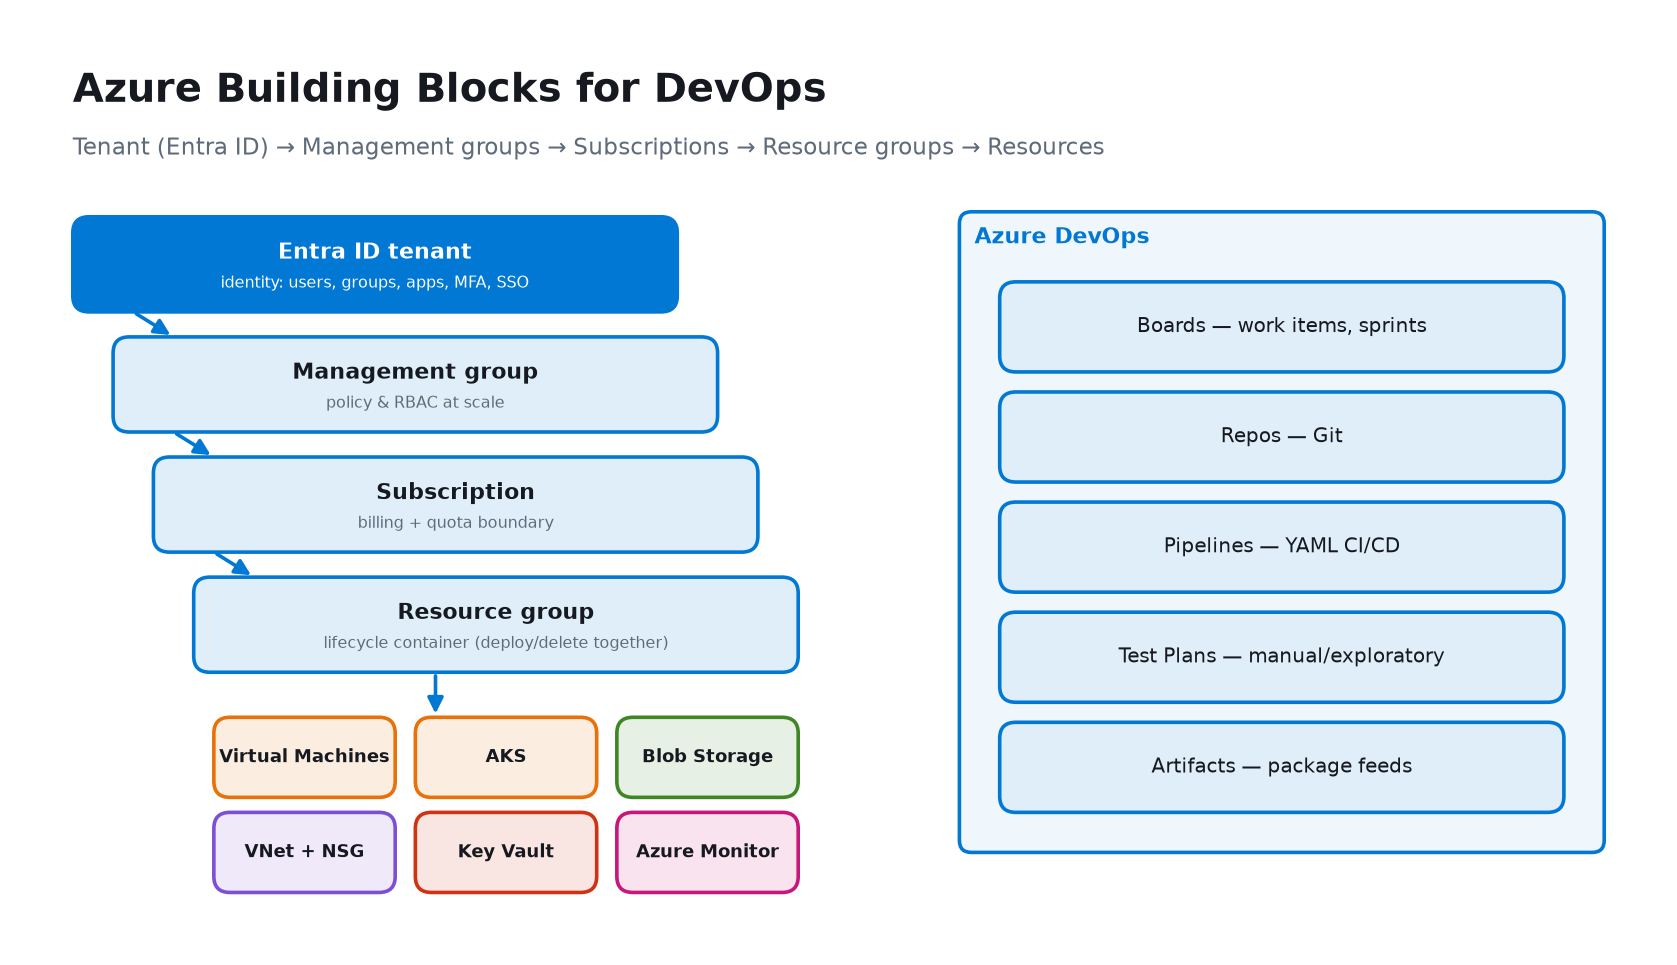 Azure Building Blocks for DevOps
Tenant (Entra ID) → Management groups → Subscriptions → Resource groups → Resources
Entra ID tenant
identity: users, groups, apps, MFA, SSO
Management group
policy & RBAC at scale
Subscription
billing + quota boundary
Resource group
lifecycle container (deploy/delete together)
Virtual Machines
AKS
Blob Storage
VNet + NSG
Key Vault
Azure Monitor
Azure DevOps
Boards — work items, sprints
Repos — Git
Pipelines — YAML CI/CD
Test Plans — manual/exploratory
Artifacts — package feeds